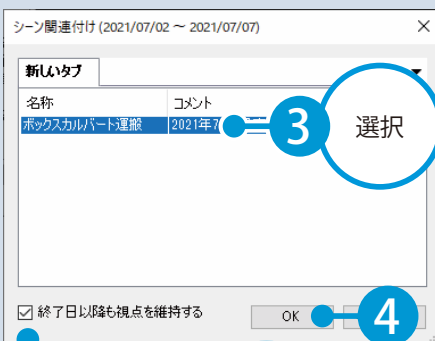 シーン関連付け (2021/07/02 ～ 2021/07/07)
新しいタブ
名称 コメント
ボックスカルバート運搬 2021年7
3 選択
終了日以降も視点を維持する
OK 4